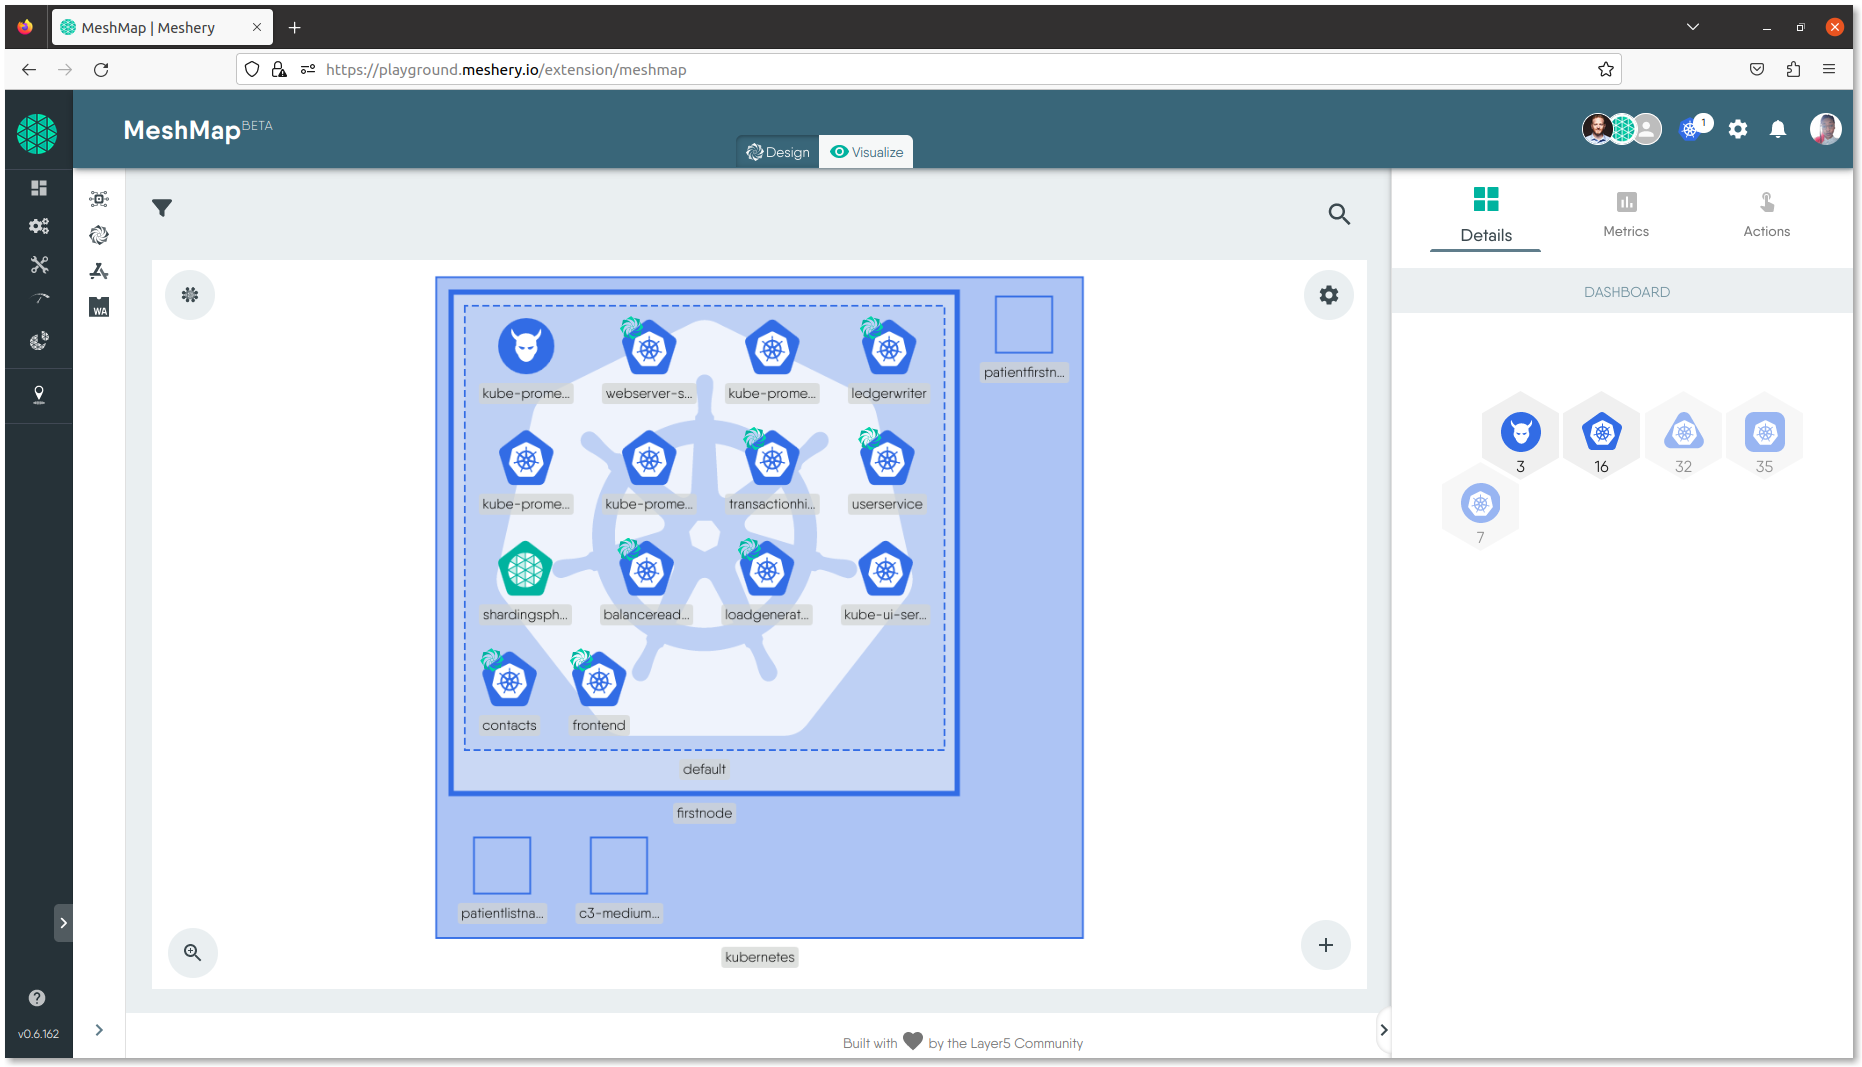 MeshMap | Meshery
https://playground.meshery.io/extension/meshmap
MeshMap BETA
Design
Visualize
1
Details
Metrics
Actions
DASHBOARD
3
16
32
35
7
kube-prome...
webserver-s...
kube-prome...
ledgerwriter
patientfirstn...
kube-prome...
kube-prome...
transactionhi...
userservice
shardingsph...
balanceread...
loadgenerat...
kube-ui-ser...
contacts
frontend
default
firstnode
patientlistna...
c3-medium...
kubernetes
WA
v0.6.162
Built with by the Layer5 Community